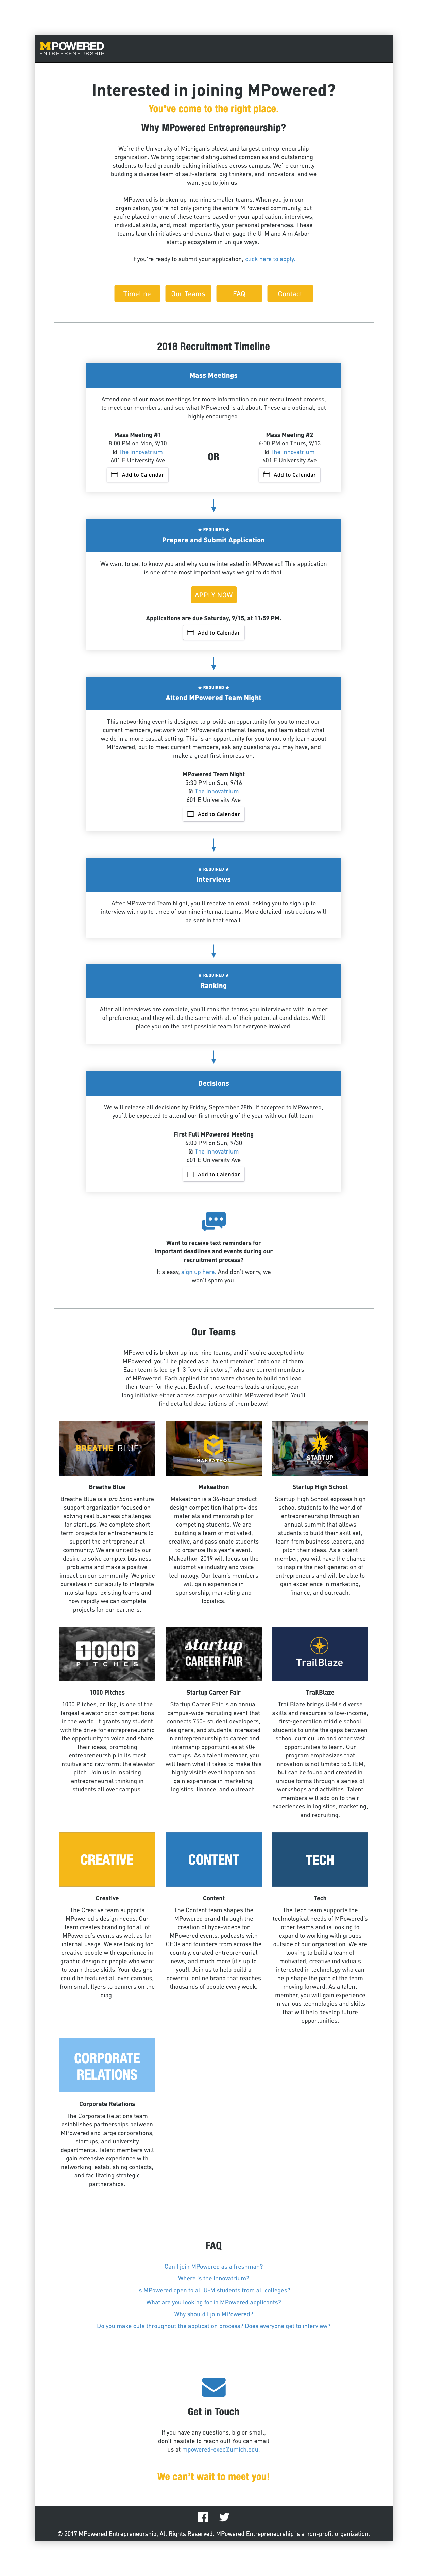 MPOWERED
ENTREPRENEURSHIP
Interested in joining MPowered?
You've come to the right place.
Why MPowered Entrepreneurship?
We're the University of Michigan's oldest and largest entrepreneurship
organization. We bring together distinguished companies and outstanding
students to lead groundbreaking initiatives across campus. We're currently
building a diverse team of self-starters, big thinkers, and innovators, and we
want you to join us.
MPowered is broken up into nine smaller teams. When you join our
organization, you're not only joining the entire MPowered community, but
you're placed on one of these teams based on your application, interviews,
individual skills, and, most importantly, your personal preferences. These
teams launch initiatives and events that engage the U-M and Ann Arbor
startup ecosystem in unique ways.
If you're ready to submit your application, click here to apply.
Timeline
Our Teams
FAQ
Contact
2018 Recruitment Timeline
Mass Meetings
Attend one of our mass meetings for more information on our recruitment process,
to meet our members, and see what MPowered is all about. These are optional, but
highly encouraged.
Mass Meeting #1
8:00 PM on Mon, 9/10
@ The Innovatrium
601 E University Ave
Add to Calendar
OR
Mass Meeting #2
6:00 PM on Thurs, 9/13
@ The Innovatrium
601 E University Ave
Add to Calendar
★ REQUIRED ★
Prepare and Submit Application
We want to get to know you and why you're interested in MPowered! This application
is one of the most important ways we get to do that.
APPLY NOW
Applications are due Saturday, 9/15, at 11:59 PM.
Add to Calendar
★ REQUIRED ★
Attend MPowered Team Night
This networking event is designed to provide an opportunity for you to meet our
current members, network with MPowered's internal teams, and learn about what
we do in a more casual setting. This is an opportunity for you to not only learn about
MPowered, but to meet current members, ask any questions you may have, and
make a great first impression.
MPowered Team Night
5:30 PM on Sun, 9/16
@ The Innovatrium
601 E University Ave
Add to Calendar
★ REQUIRED ★
Interviews
After MPowered Team Night, you'll receive an email asking you to sign up to
interview with up to three of our nine internal teams. More detailed instructions will
be sent in that email.
★ REQUIRED ★
Ranking
After all interviews are complete, you'll rank the teams you interviewed with in order
of preference, and they will do the same with all of their potential candidates. We'll
place you on the best possible team for everyone involved.
Decisions
We will release all decisions by Friday, September 28th. If accepted to MPowered,
you'll be expected to attend our first meeting of the year with our full team!
First Full MPowered Meeting
6:00 PM on Sun, 9/30
@ The Innovatrium
601 E University Ave
Add to Calendar
Want to receive text reminders for
important deadlines and events during our
recruitment process?
It's easy, sign up here. And don't worry, we
won't spam you.
Our Teams
MPowered is broken up into nine teams, and if you're accepted into
MPowered, you'll be placed as a "talent member" onto one of them.
Each team is led by 1-3 "core directors," who are current members
of MPowered. Each applied for and were chosen to build and lead
their team for the year. Each of these teams leads a unique, year-
long initiative either across campus or within MPowered itself. You'll
find detailed descriptions of them below!
BREATHE BLUE
Breathe Blue
Breathe Blue is a pro bono venture
support organization focused on
solving real business challenges
for startups. We complete short
term projects for entrepreneurs to
support the entrepreneurial
community. We are united by our
desire to solve complex business
problems and make a positive
impact on our community. We pride
ourselves in our ability to integrate
into startups' existing teams and
how rapidly we can complete
projects for our partners.
MAKEATHON
Makeathon
Makeathon is a 36-hour product
design competition that provides
materials and mentorship for
competing students. We are
building a team of motivated,
creative, and passionate students
to organize this year's event.
Makeathon 2019 will focus on the
automotive industry and voice
technology. Our team's members
will gain experience in
sponsorship, marketing and
logistics.
STARTUP
Startup High School
Startup High School exposes high
school students to the world of
entrepreneurship through an
annual summit that allows
students to build their skill set,
learn from business leaders, and
pitch their ideas. As a talent
member, you will have the chance
to inspire the next generation of
entrepreneurs and will be able to
gain experience in marketing,
finance, and outreach.
1000
PITCHES
1000 Pitches
1000 Pitches, or 1kp, is one of the
largest elevator pitch competitions
in the world. It grants any student
with the drive for entrepreneurship
the opportunity to voice and share
their ideas, promoting
entrepreneurship in its most
intuitive and raw form: the elevator
pitch. Join us in inspiring
entrepreneurial thinking in
students all over campus.
startup
CAREER FAIR
Startup Career Fair
Startup Career Fair is an annual
campus-wide recruiting event that
connects 750+ student developers,
designers, and students interested
in entrepreneurship to career and
internship opportunities at 40+
startups. As a talent member, you
will learn what it takes to make this
highly visible event happen and
gain experience in marketing,
logistics, finance, and outreach.
TrailBlaze
TrailBlaze
TrailBlaze brings U-M's diverse
skills and resources to low-income,
first-generation middle school
students to unite the gaps between
school curriculum and other vast
opportunities to learn. Our
program emphasizes that
innovation is not limited to STEM,
but can be found and created in
unique forms through a series of
workshops and activities. Talent
members will add on to their
experiences in logistics, marketing,
and recruiting.
CREATIVE
Creative
The Creative team supports
MPowered's design needs. Our
team creates branding for all of
MPowered's events as well as for
internal usage. We are looking for
creative people with experience in
graphic design or people who want
to learn these skills. Your designs
could be featured all over campus,
from small flyers to banners on the
diag!
CONTENT
Content
The Content team shapes the
MPowered brand through the
creation of hype-videos for
MPowered events, podcasts with
CEOs and founders from across the
country, curated entrepreneurial
news, and much more (it's up to
you!). Join us to help build a
powerful online brand that reaches
thousands of people every week.
TECH
Tech
The Tech team supports the
technological needs of MPowered's
other teams and is looking to
expand to working with groups
outside of our organization. We are
looking to build a team of
motivated, creative individuals
interested in technology who can
help shape the path of the team
moving forward. As a talent
member, you will gain experience
in various technologies and skills
that will help develop future
opportunities.
CORPORATE
RELATIONS
Corporate Relations
The Corporate Relations team
establishes partnerships between
MPowered and large corporations,
startups, and university
departments. Talent members will
gain extensive experience with
networking, establishing contacts,
and facilitating strategic
partnerships.
FAQ
Can I join MPowered as a freshman?
Where is the Innovatrium?
Is MPowered open to all U-M students from all colleges?
What are you looking for in MPowered applicants?
Why should I join MPowered?
Do you make cuts throughout the application process? Does everyone get to interview?
Get in Touch
If you have any questions, big or small,
don't hesitate to reach out! You can email
us at mpowered-exec@umich.edu.
We can't wait to meet you!
© 2017 MPowered Entrepreneurship, All Rights Reserved. MPowered Entrepreneurship is a non-profit organization.